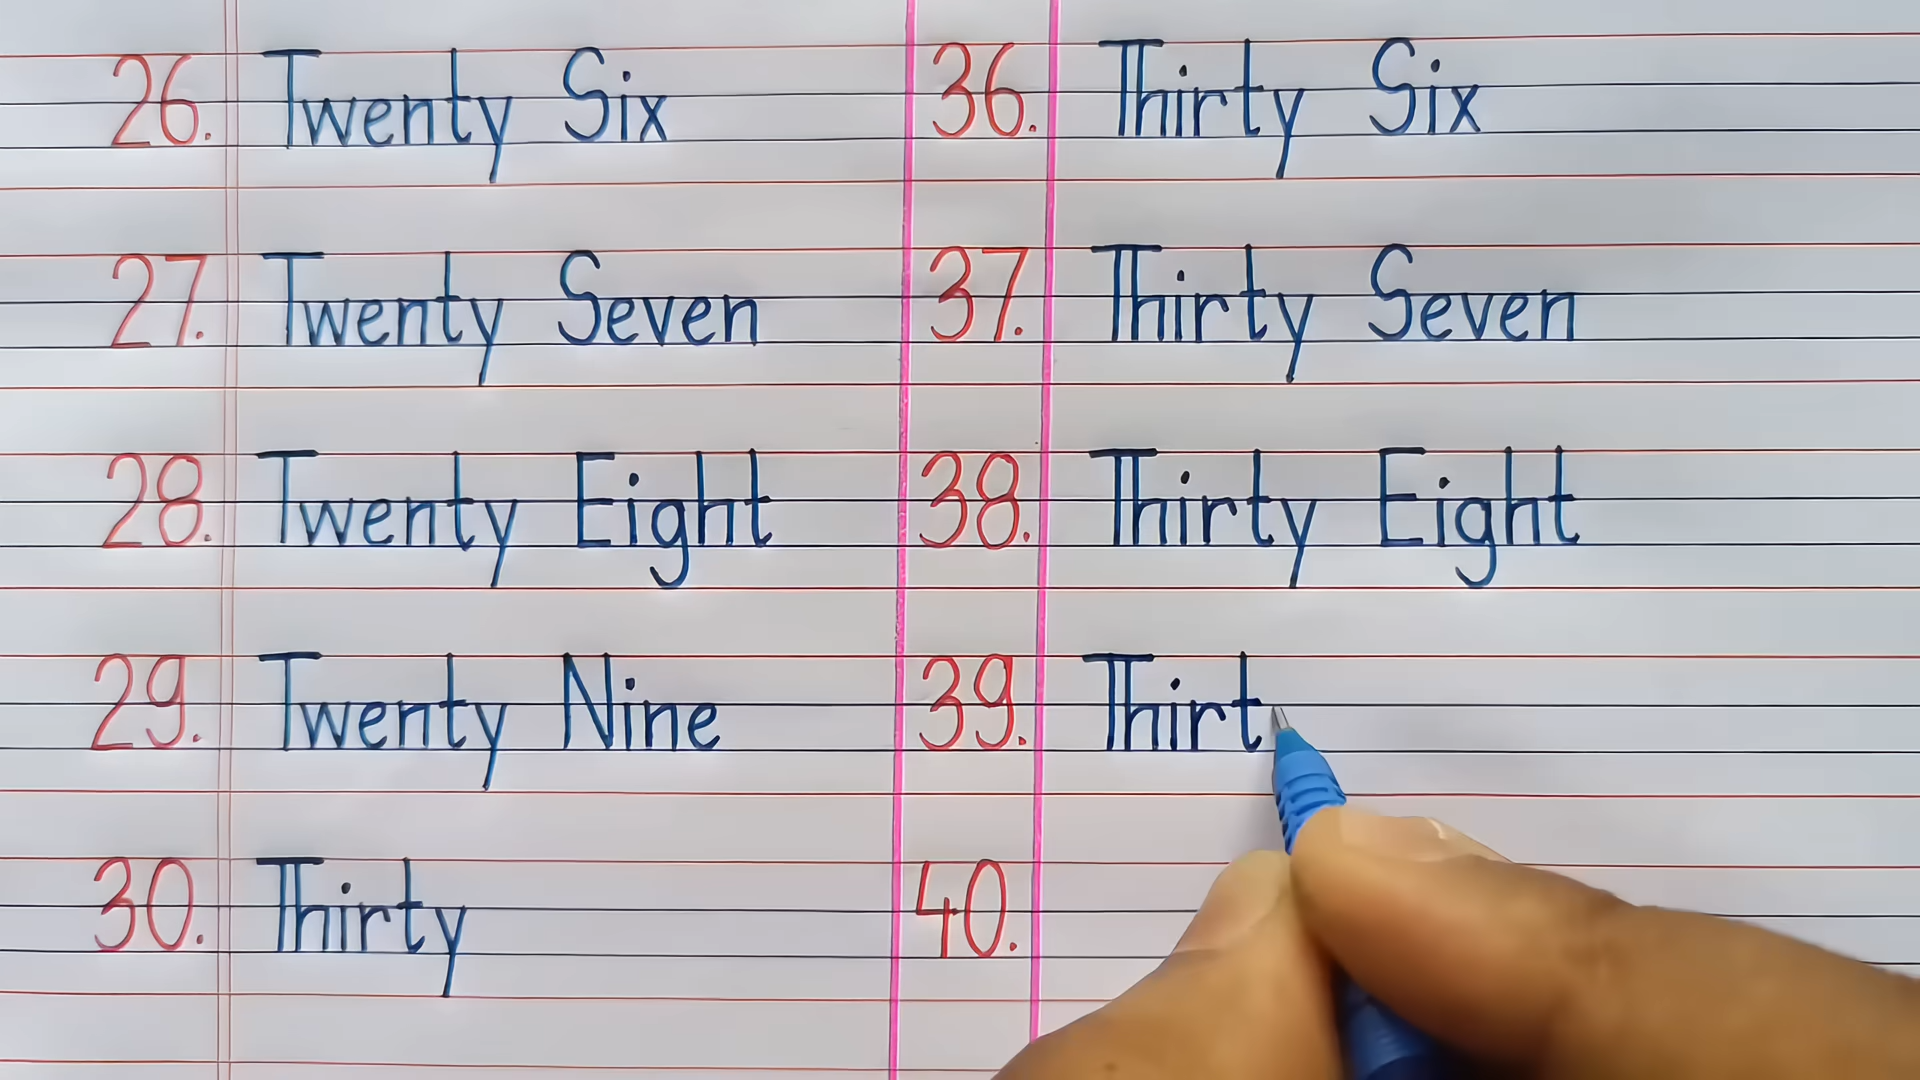 26. Twenty Six
27. Twenty Seven
28. Twenty Eight
29. Twenty Nine
30. Thirty
36. Thirty Six
37. Thirty Seven
38. Thirty Eight
39. Thirt
40.